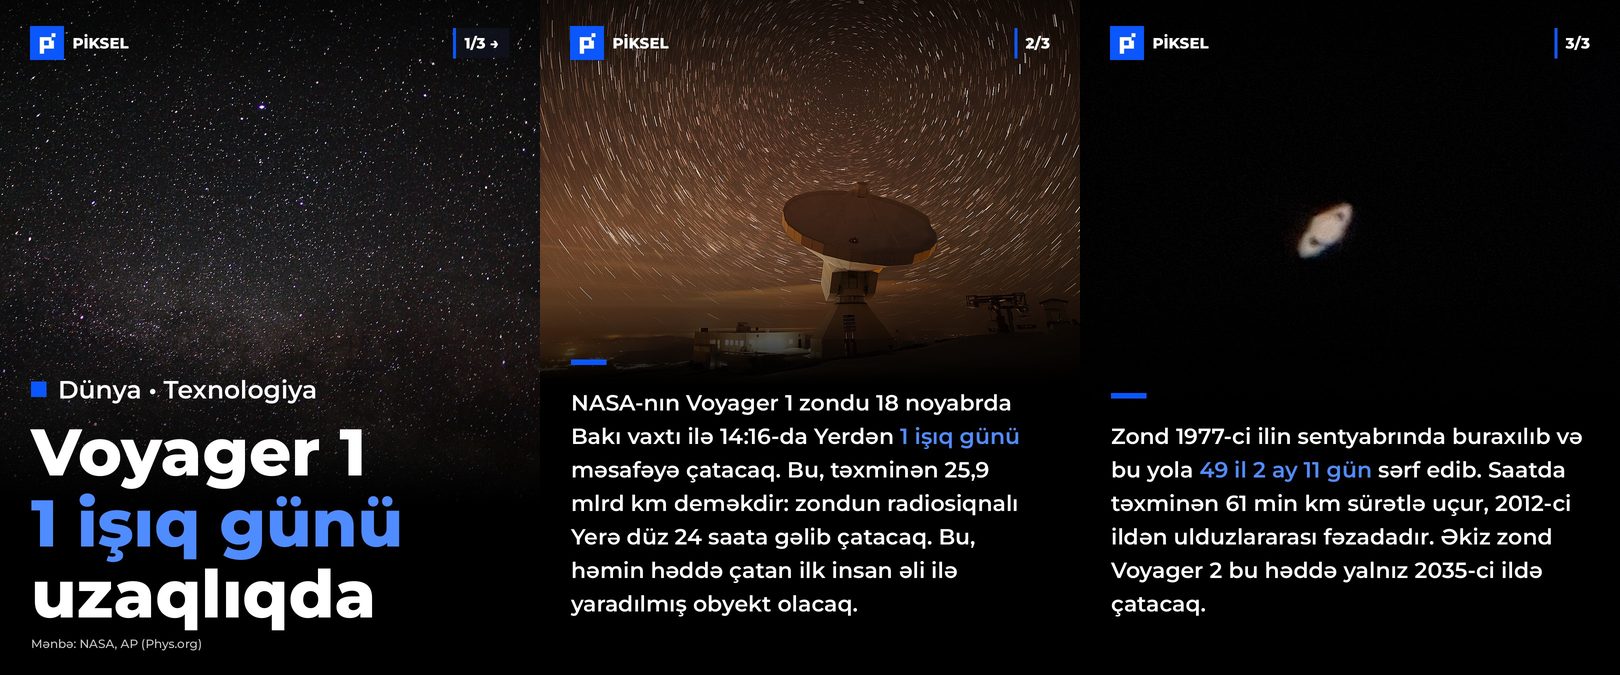 PİKSEL
1/3 →
Dünya • Texnologiya
Voyager 1
1 işıq günü
uzaqlıqda
Mənbə: NASA, AP (Phys.org)
PİKSEL
2/3
NASA-nın Voyager 1 zondu 18 noyabrda
Bakı vaxtı ilə 14:16-da Yerdən 1 işıq günü
məsafəyə çatacaq. Bu, təxminən 25,9
mlrd km deməkdir: zondun radiosiqnalı
Yerə düz 24 saata gəlib çatacaq. Bu,
həmin həddə çatan ilk insan əli ilə
yaradılmış obyekt olacaq.
PİKSEL
3/3
Zond 1977-ci ilin sentyabrında buraxılıb və
bu yola 49 il 2 ay 11 gün sərf edib. Saatda
təxminən 61 min km sürətlə uçur, 2012-ci
ildən ulduzlararası fəzadadır. Əkiz zond
Voyager 2 bu həddə yalnız 2035-ci ildə
çatacaq.